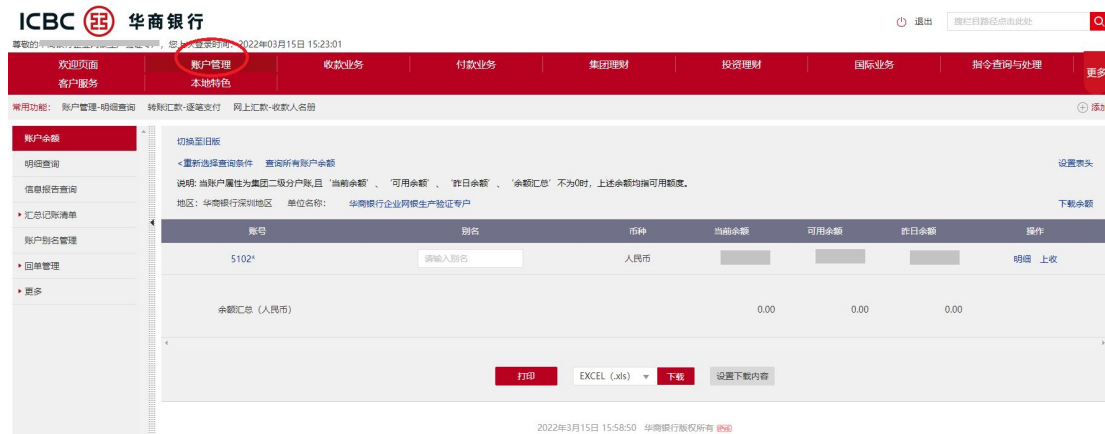 ICBC 华商银行
退出 搜栏目路径点击此处
尊敬的 企业网银生产验证专户,您上次登录时间: 2022年03月15日 15:23:01
欢迎页面 账户管理 收款业务 付款业务 集团理财 投资理财 国际业务 指令查询与处理 更多
客户服务 本地特色
常用功能: 账户管理-明细查询 转账汇款-逐笔支付 网上汇款-收款人名册 添加
账户余额
明细查询
信息报告查询
汇总记账清单
账户别名管理
回单管理
更多
切换至旧版
<重新选择查询条件 查询所有账户余额 设置表头
说明: 当账户属性为集团二级分户账,且‘当前余额’、‘可用余额’、‘昨日余额’、‘余额汇总’不为0时,上述余额均指可用额度。
地区: 华商银行深圳地区 单位名称: 华商银行企业网银生产验证专户 下载余额
账号 别名 币种 当前余额 可用余额 昨日余额 操作
5102* 请输入别名 人民币 明细 上收
余额汇总(人民币) 0.00 0.00 0.00
打印 EXCEL (.xls) 下载 设置下载内容
2022年3月15日 15:58:50 华商银行版权所有 IPv6